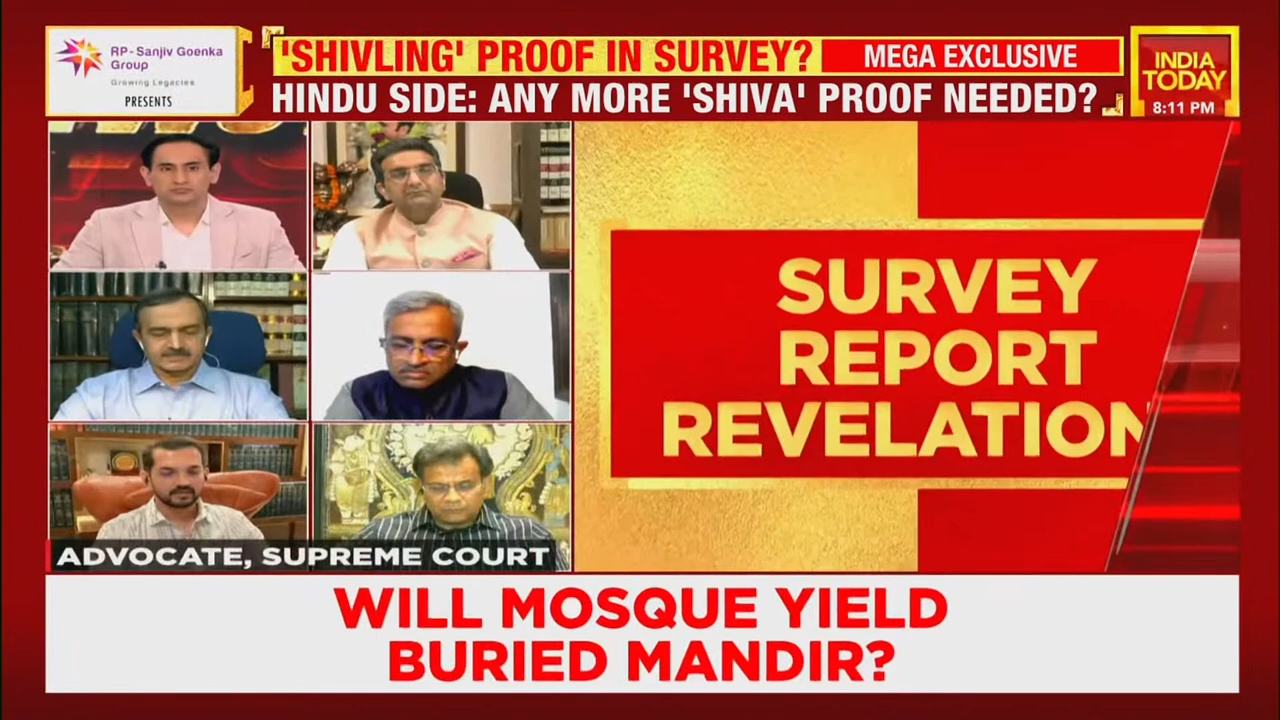 RP-Sanjiv Goenka
Group
Growing Legacies
PRESENTS
'SHIVLING' PROOF IN SURVEY?
MEGA EXCLUSIVE
HINDU SIDE: ANY MORE 'SHIVA' PROOF NEEDED?
INDIA
TODAY
8:11 PM
SURVEY
REPORT
REVELATION
ADVOCATE, SUPREME COURT
WILL MOSQUE YIELD
BURIED MANDIR?